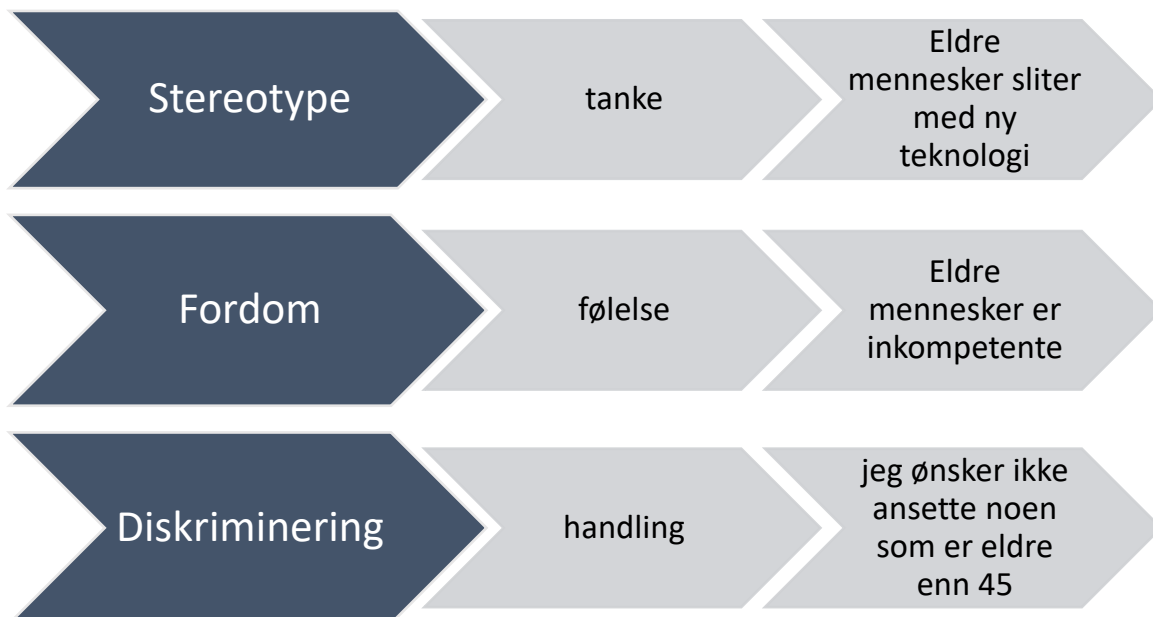 Stereotype
tanke
Eldre
mennesker sliter
med ny
teknologi
Fordom
følelse
Eldre
mennesker er
inkompetente
Diskriminering
handling
jeg ønsker ikke
ansette noen
som er eldre
enn 45